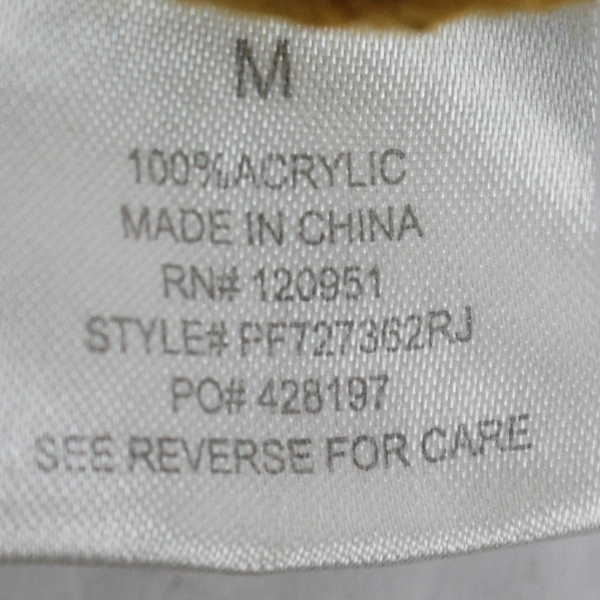 M
100%ACRYLIC
MADE IN CHINA
RN# 120951
STYLE# PF727362RJ
PO# 428197
SEE REVERSE FOR CARE